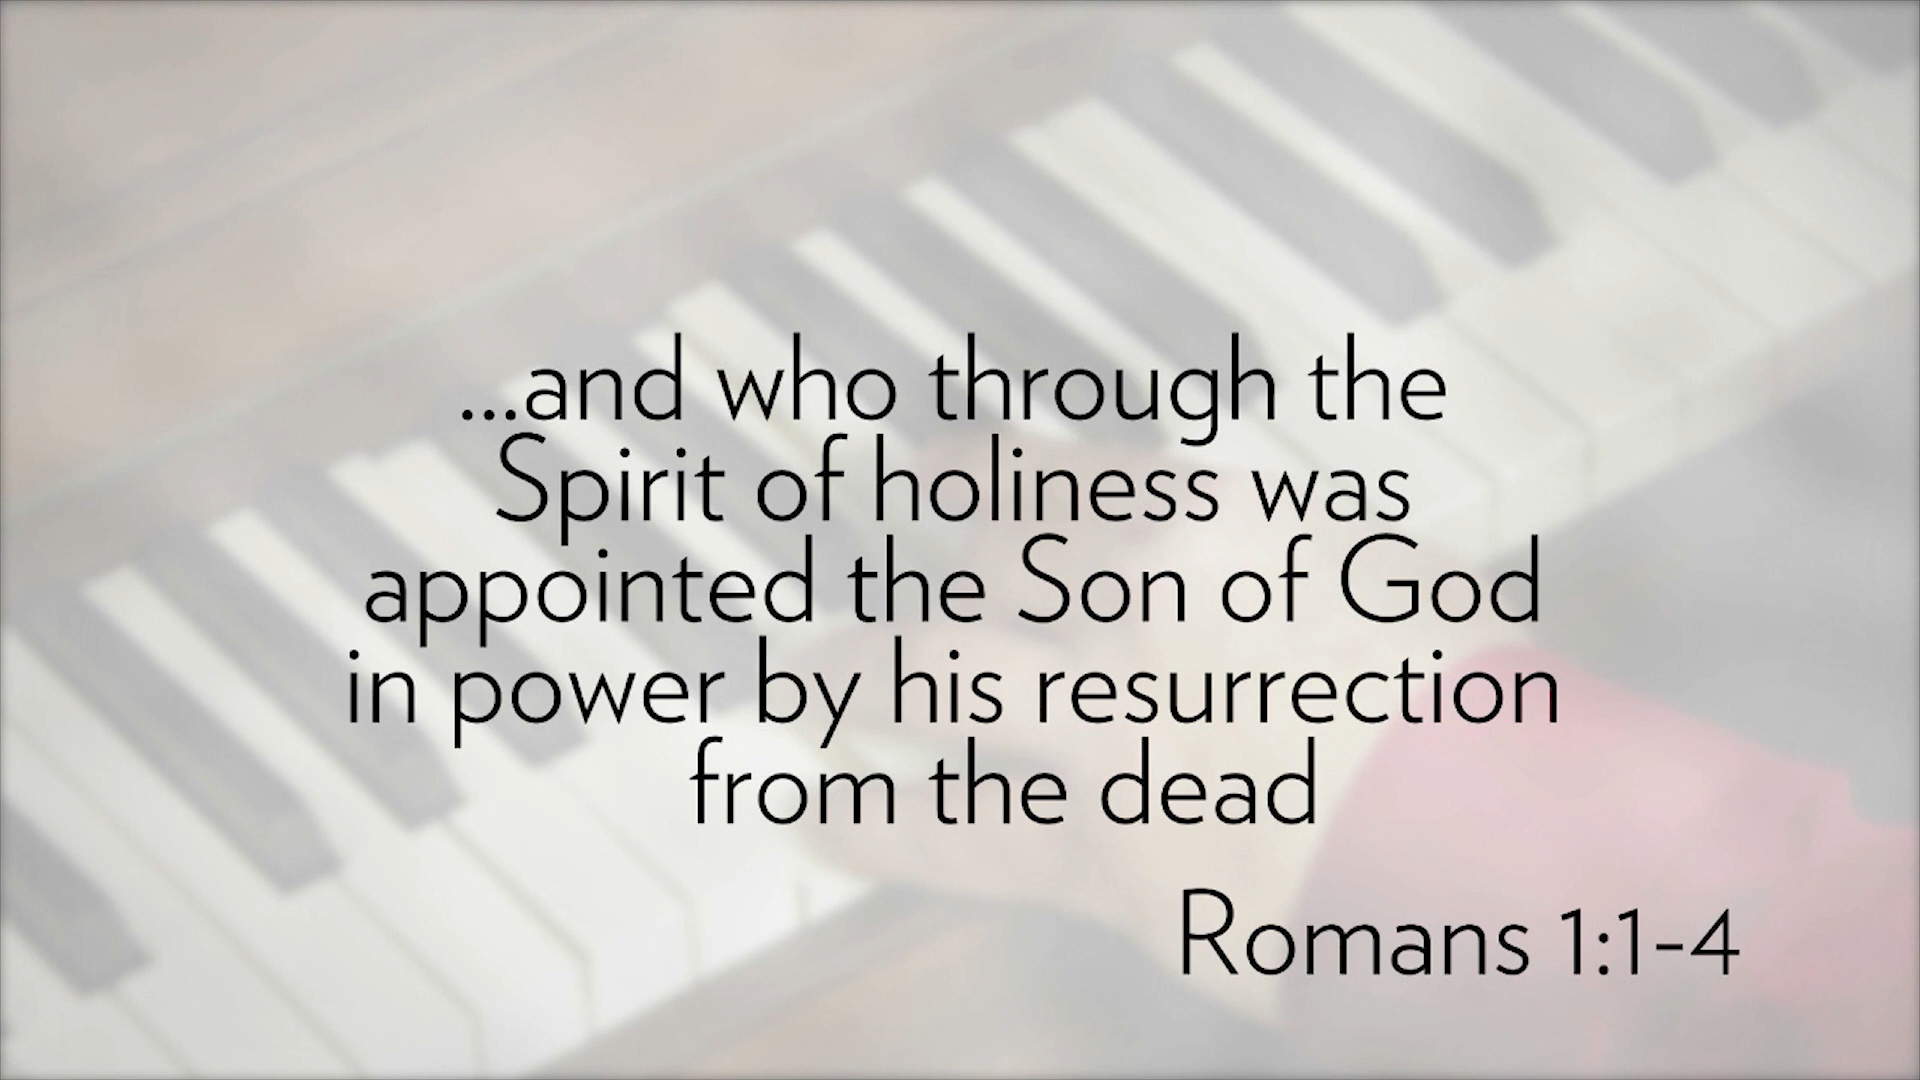 ...and who through the
Spirit of holiness was
appointed the Son of God
in power by his resurrection
from the dead
Romans 1:1-4